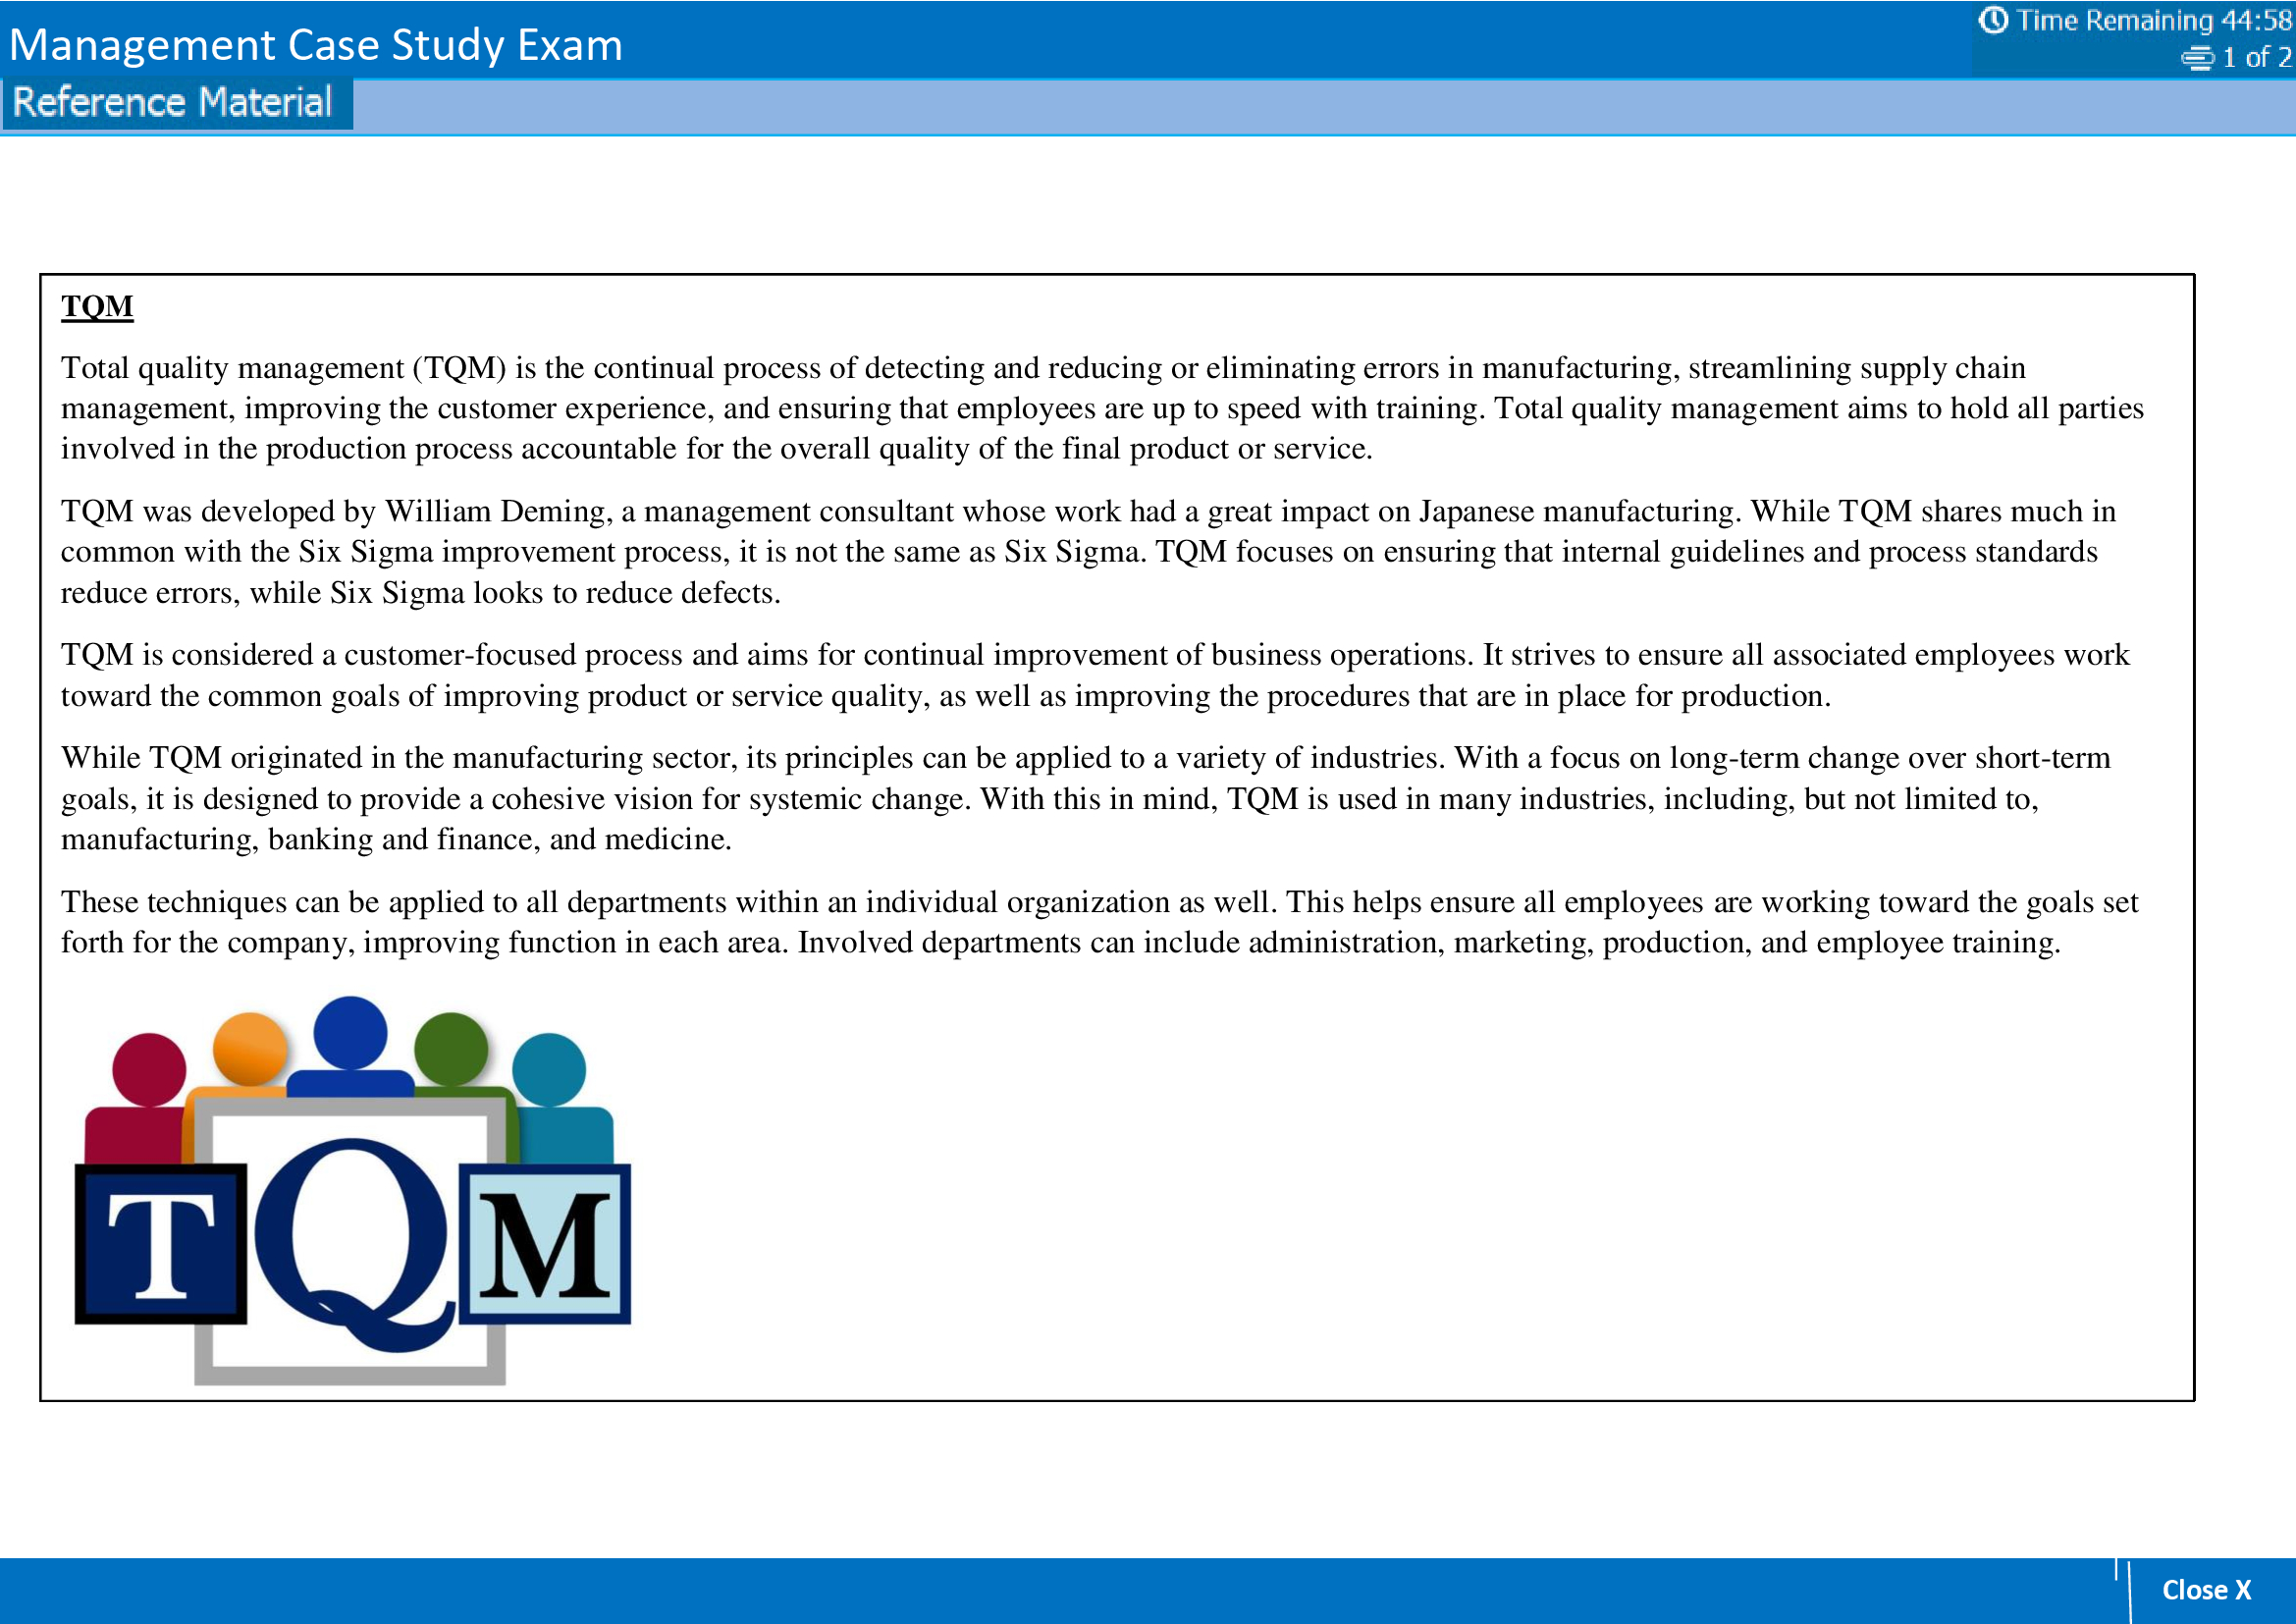 Management Case Study Exam
Time Remaining 44:58
1 of 2
Reference Material
TQM
Total quality management (TQM) is the continual process of detecting and reducing or eliminating errors in manufacturing, streamlining supply chain
management, improving the customer experience, and ensuring that employees are up to speed with training. Total quality management aims to hold all parties
involved in the production process accountable for the overall quality of the final product or service.
TQM was developed by William Deming, a management consultant whose work had a great impact on Japanese manufacturing. While TQM shares much in
common with the Six Sigma improvement process, it is not the same as Six Sigma. TQM focuses on ensuring that internal guidelines and process standards
reduce errors, while Six Sigma looks to reduce defects.
TQM is considered a customer-focused process and aims for continual improvement of business operations. It strives to ensure all associated employees work
toward the common goals of improving product or service quality, as well as improving the procedures that are in place for production.
While TQM originated in the manufacturing sector, its principles can be applied to a variety of industries. With a focus on long-term change over short-term
goals, it is designed to provide a cohesive vision for systemic change. With this in mind, TQM is used in many industries, including, but not limited to,
manufacturing, banking and finance, and medicine.
These techniques can be applied to all departments within an individual organization as well. This helps ensure all employees are working toward the goals set
forth for the company, improving function in each area. Involved departments can include administration, marketing, production, and employee training.
TQM
Close X